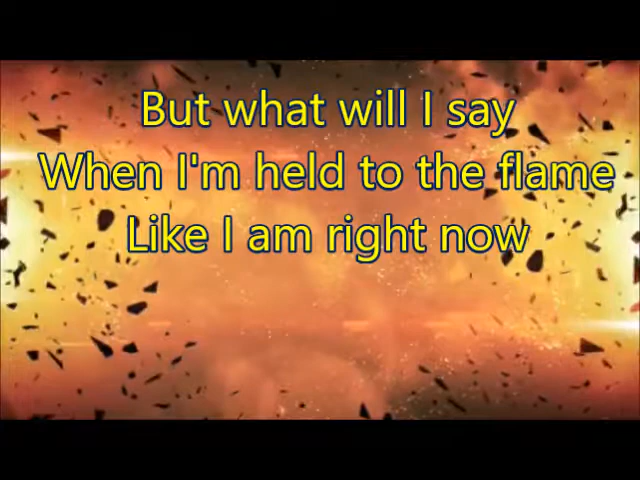 But what will I say
When I'm held to the flame
Like I am right now